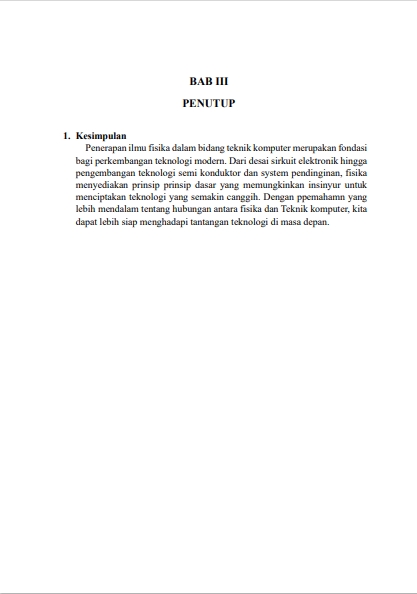 BAB III
PENUTUP
1. Kesimpulan
Penerapan ilmu fisika dalam bidang teknik komputer merupakan fondasi
bagi perkembangan teknologi modern. Dari desai sirkuit elektronik hingga
pengembangan teknologi semi konduktor dan system pendinginan, fisika
menyediakan prinsip prinsip dasar yang memungkinkan insinyur untuk
menciptakan teknologi yang semakin canggih. Dengan ppemahamn yang
lebih mendalam tentang hubungan antara fisika dan Teknik komputer, kita
dapat lebih siap menghadapi tantangan teknologi di masa depan.